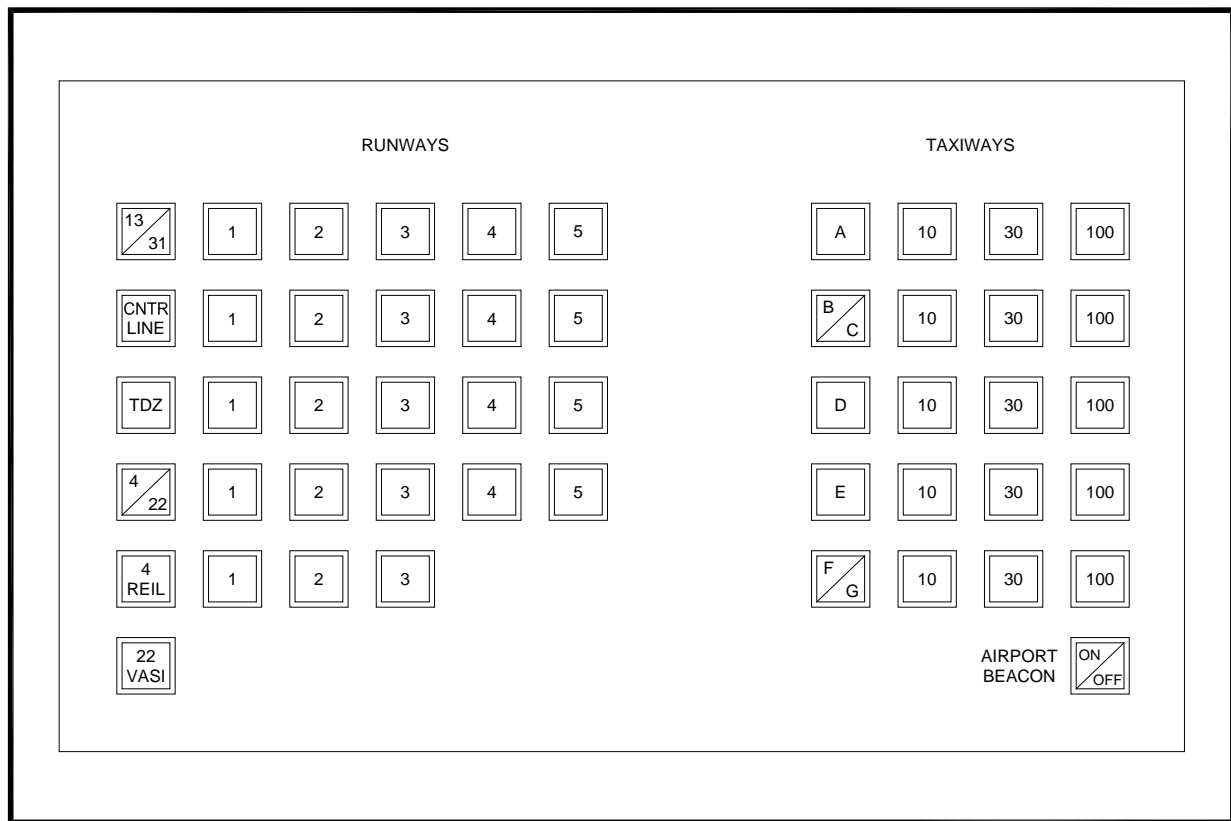 RUNWAYS TAXIWAYS
13/31 1 2 3 4 5 A 10 30 100
CNTR LINE 1 2 3 4 5 B/C 10 30 100
TDZ 1 2 3 4 5 D 10 30 100
4/22 1 2 3 4 5 E 10 30 100
4 REIL 1 2 3 F/G 10 30 100
22 VASI AIRPORT BEACON ON/OFF